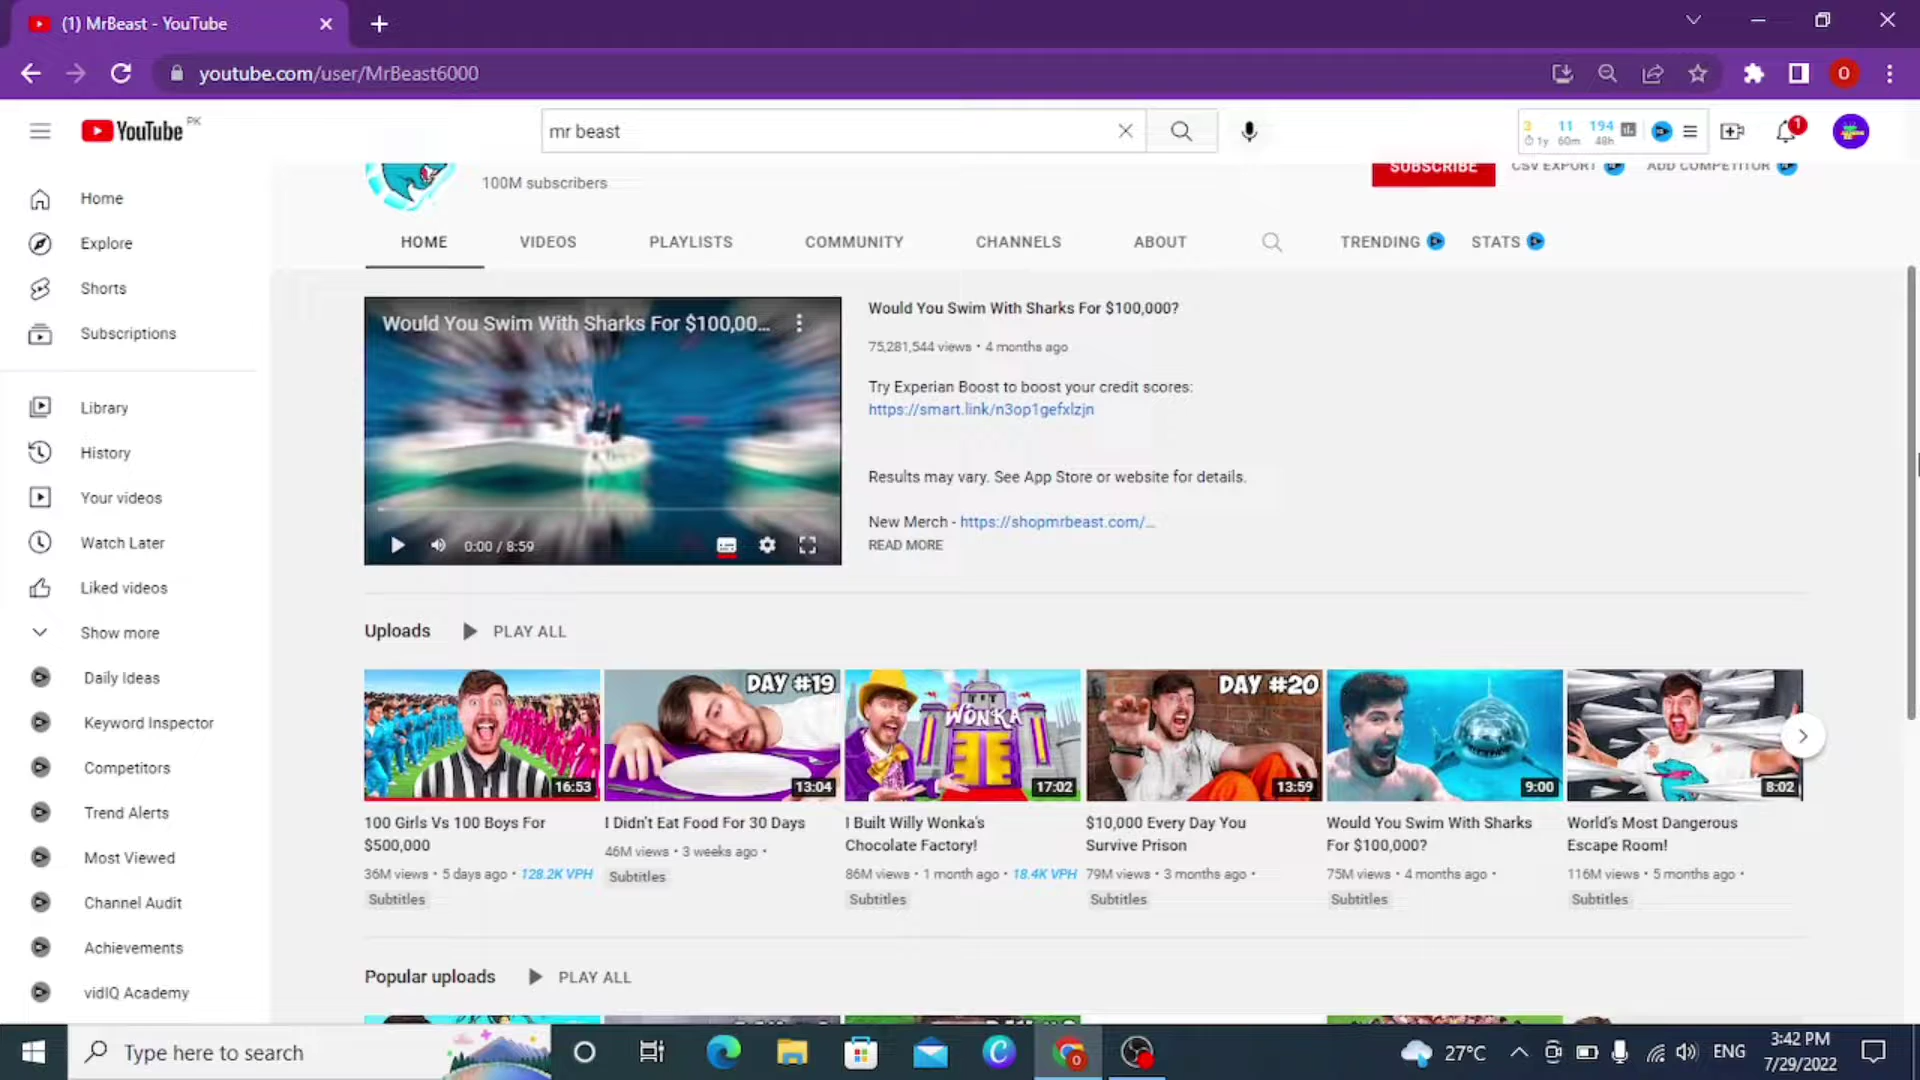 (1) MrBeast - YouTube
youtube.com/user/MrBeast6000
O
YouTube PK
mr beast
3 11 194
1y 60m 48h
1
100M subscribers
SUBSCRIBE
CSV EXPORT
ADD COMPETITOR
HOME VIDEOS PLAYLISTS COMMUNITY CHANNELS ABOUT TRENDING STATS
Home
Explore
Shorts
Subscriptions
Library
History
Your videos
Watch Later
Liked videos
Show more
Daily Ideas
Keyword Inspector
Competitors
Trend Alerts
Most Viewed
Channel Audit
Achievements
vidIQ Academy
Would You Swim With Sharks For $100,00...
0:00 / 8:59
Would You Swim With Sharks For $100,000?
75,281,544 views • 4 months ago
Try Experian Boost to boost your credit scores:
https://smart.link/n3op1gefxlzjn
Results may vary. See App Store or website for details.
New Merch - https://shopmrbeast.com/...
READ MORE
Uploads PLAY ALL
16:53
100 Girls Vs 100 Boys For
$500,000
36M views • 5 days ago • 128.2K VPH
Subtitles
DAY #19
13:04
I Didn't Eat Food For 30 Days
46M views • 3 weeks ago •
Subtitles
WONKA
17:02
I Built Willy Wonka's
Chocolate Factory!
86M views • 1 month ago • 18.4K VPH
Subtitles
DAY #20
13:59
$10,000 Every Day You
Survive Prison
79M views • 3 months ago •
Subtitles
9:00
Would You Swim With Sharks
For $100,000?
75M views • 4 months ago •
Subtitles
8:02
World's Most Dangerous
Escape Room!
116M views • 5 months ago •
Subtitles
Popular uploads PLAY ALL
Type here to search
27°C
ENG
3:42 PM
7/29/2022